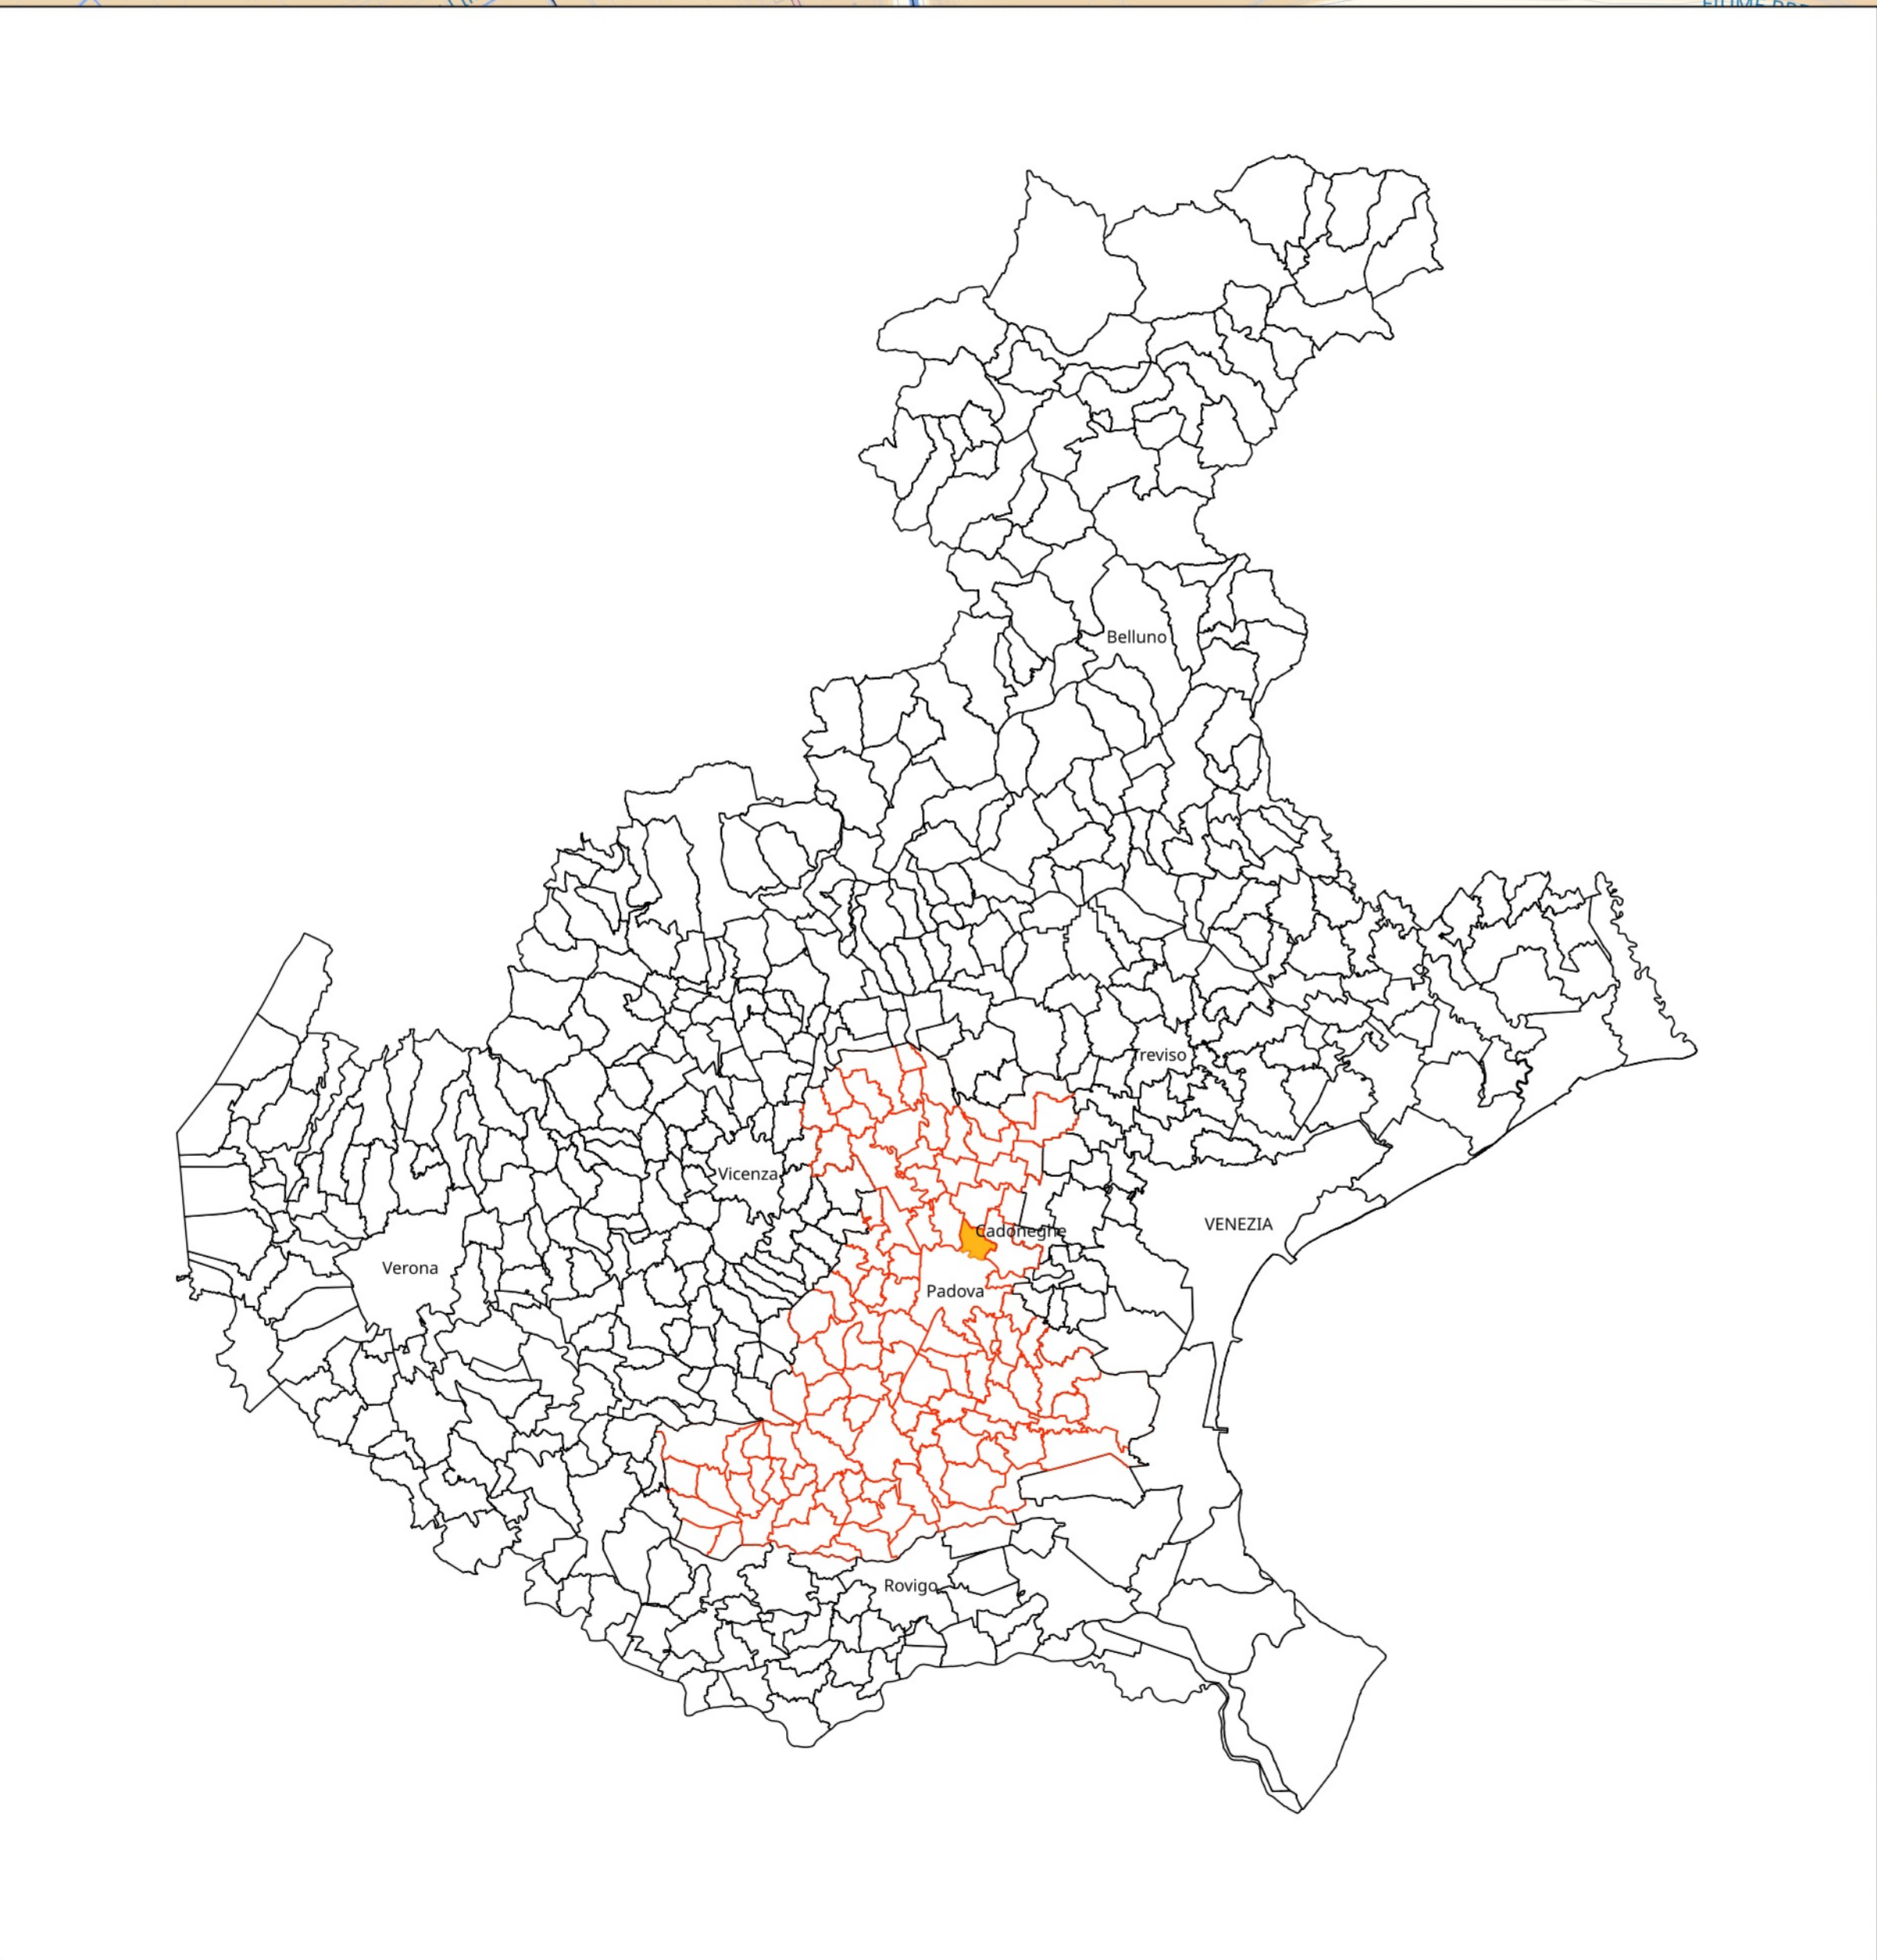 Belluno
Treviso
Vicenza
VENEZIA
Cadoneghe
Verona
Padova
Rovigo